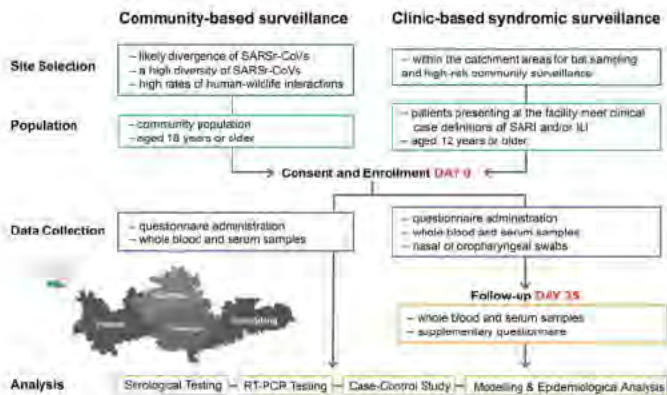 Community-based surveillance
Clinic-based syndromic surveillance
Site Selection
– likely divergence of SARSr-CoVs
– a high diversity of SARSr-CoVs
– high rates of human-wildlife interactions
– within the catchment areas for bat sampling
and high-risk community surveillance
Population
– community population
– aged 18 years or older
– patients presenting at the facility meet clinical
case definitions of SARI and/or ILI
– aged 12 years or older
Consent and Enrollment DAY 0
Data Collection
– questionnaire administration
– whole blood and serum samples
– questionnaire administration
– whole blood and serum samples
– nasal or oropharyngeal swabs
Follow-up DAY 35
– whole blood and serum samples
– supplementary questionnaire
Analysis
Serological Testing
RT-PCR Testing
Case-Control Study
Modelling & Epidemiological Analysis